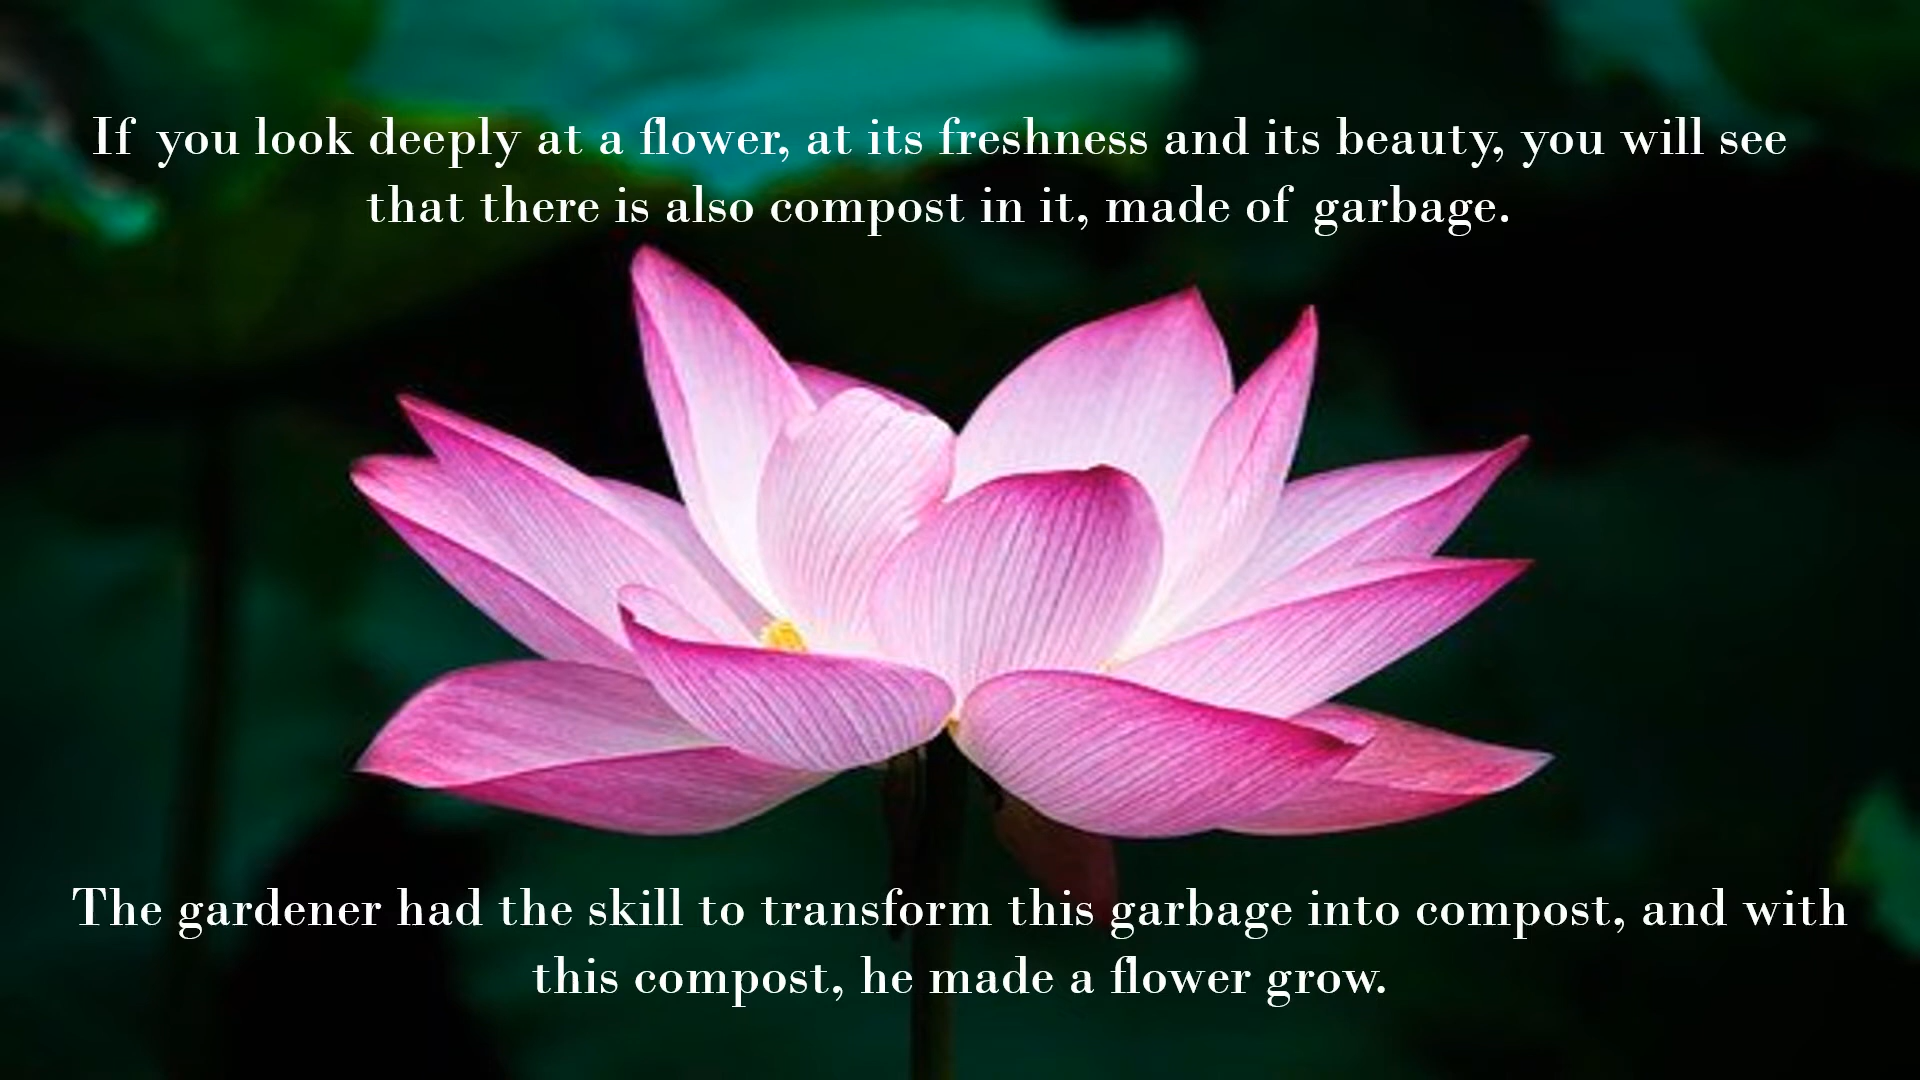 If you look deeply at a flower, at its freshness and its beauty, you will see
that there is also compost in it, made of garbage.
The gardener had the skill to transform this garbage into compost, and with
this compost, he made a flower grow.